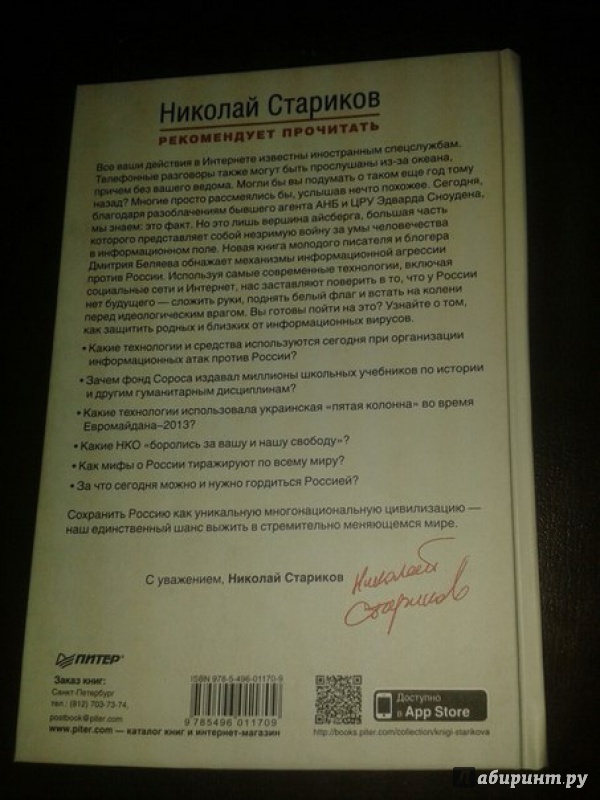 Николай Стариков
РЕКОМЕНДУЕТ ПРОЧИТАТЬ
Все ваши действия в Интернете известны иностранным спецслужбам.
Телефонные разговоры также могут быть прослушаны из-за океана,
причем без вашего ведома. Могли бы вы подумать о таком еще год тому
назад? Многие просто рассмеялись бы, услышав нечто похожее. Сегодня,
благодаря разоблачениям бывшего агента АНБ и ЦРУ Эдварда Сноудена,
мы знаем: это факт. Но это лишь вершина айсберга, большая часть
которого представляет собой незримую войну за умы человечества
в информационном поле. Новая книга молодого писателя и блогера
Дмитрия Беляева обнажает механизмы информационной агрессии
против России. Используя самые современные технологии, включая
социальные сети и Интернет, нас заставляют поверить в то, что у России
нет будущего — сложить руки, поднять белый флаг и встать на колени
перед идеологическим врагом. Вы готовы пойти на это? Узнайте о том,
как защитить родных и близких от информационных вирусов.
• Какие технологии и средства используются сегодня при организации
информационных атак против России?
• Зачем фонд Сороса издавал миллионы школьных учебников по истории
и другим гуманитарным дисциплинам?
• Какие технологии использовала украинская «пятая колонна» во время
Евромайдана–2013?
• Какие НКО «боролись за вашу и нашу свободу»?
• Как мифы о России тиражируют по всему миру?
• За что сегодня можно и нужно гордиться Россией?
Сохранить Россию как уникальную многонациональную цивилизацию —
наш единственный шанс выжить в стремительно меняющемся мире.
С уважением, Николай Стариков
Николай
Стариков
ПИТЕР®
Заказ книг:
Санкт-Петербург
тел.: (812) 703-73-74,
postbook@piter.com
www.piter.com — каталог книг и интернет-магазин
ISBN 978-5-496-01170-9
9 785496 011709
Доступно
в App Store
http://books.piter.com/collection/knigi-starikova
лабиринт.ру